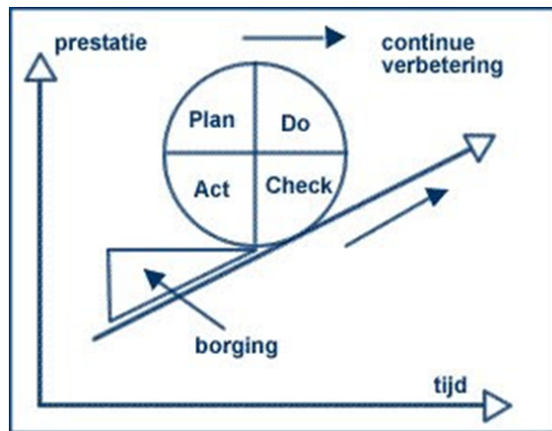 prestatie
continue
verbetering
Plan
Do
Act
Check
borging
tijd